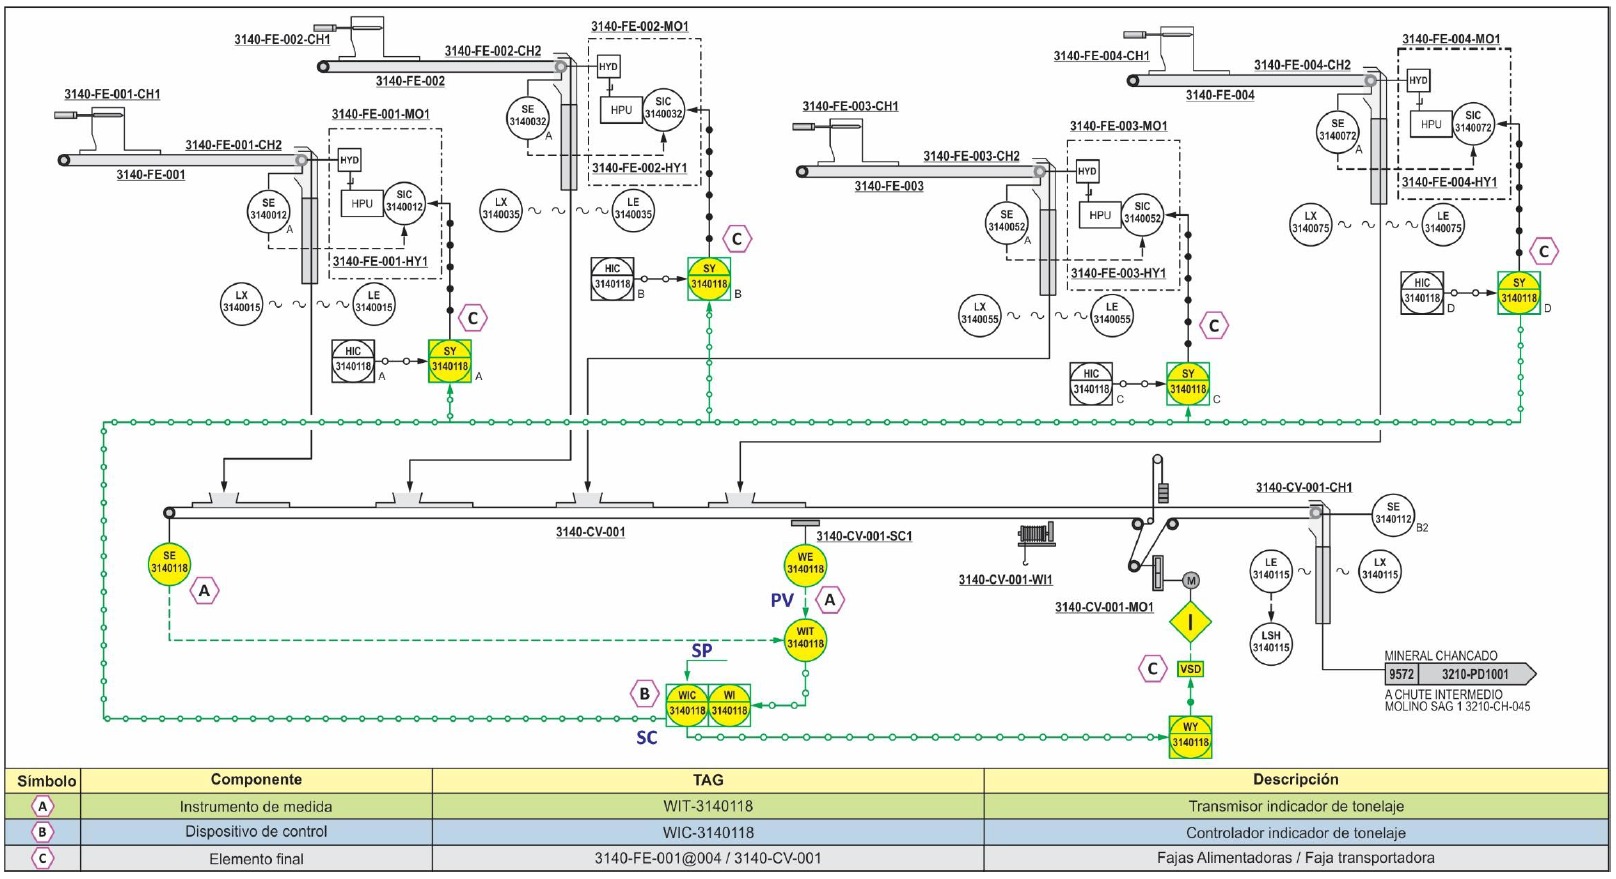 3140-FE-001-CH1
3140-FE-001-MO1
3140-FE-001-CH2
3140-FE-001
HYD
HPU
SIC
3140012
SE
3140012
A
3140-FE-001-HY1
LX
3140015
LE
3140015
C
HIC
3140118
A
SY
3140118
A
3140-FE-002-CH1
3140-FE-002-MO1
3140-FE-002-CH2
3140-FE-002
HYD
HPU
SIC
3140032
SE
3140032
A
3140-FE-002-HY1
LX
3140035
LE
3140035
C
HIC
3140118
B
SY
3140118
B
3140-FE-003-CH1
3140-FE-003-MO1
3140-FE-003-CH2
3140-FE-003
HYD
HPU
SIC
3140052
SE
3140052
A
3140-FE-003-HY1
LX
3140055
LE
3140055
C
HIC
3140118
C
SY
3140118
C
3140-FE-004-CH1
3140-FE-004-MO1
3140-FE-004-CH2
3140-FE-004
HYD
HPU
SIC
3140072
SE
3140072
A
3140-FE-004-HY1
LX
3140075
LE
3140075
C
HIC
3140118
D
SY
3140118
D
3140-CV-001
3140-CV-001-SC1
3140-CV-001-WI1
3140-CV-001-MO1
3140-CV-001-CH1
SE
3140112
B2
SE
3140118
A
WE
3140118
PV
A
WIT
3140118
SP
B
WIC
3140118
WI
3140118
SC
M
I
C
VSD
WY
3140118
LE
3140115
LX
3140115
LSH
3140115
MINERAL CHANCADO
9572 3210-PD1001
A CHUTE INTERMEDIO
MOLINO SAG 1 3210-CH-045
Símbolo Componente TAG Descripción
A Instrumento de medida WIT-3140118 Transmisor indicador de tonelaje
B Dispositivo de control WIC-3140118 Controlador indicador de tonelaje
C Elemento final 3140-FE-001@004 / 3140-CV-001 Fajas Alimentadoras / Faja transportadora